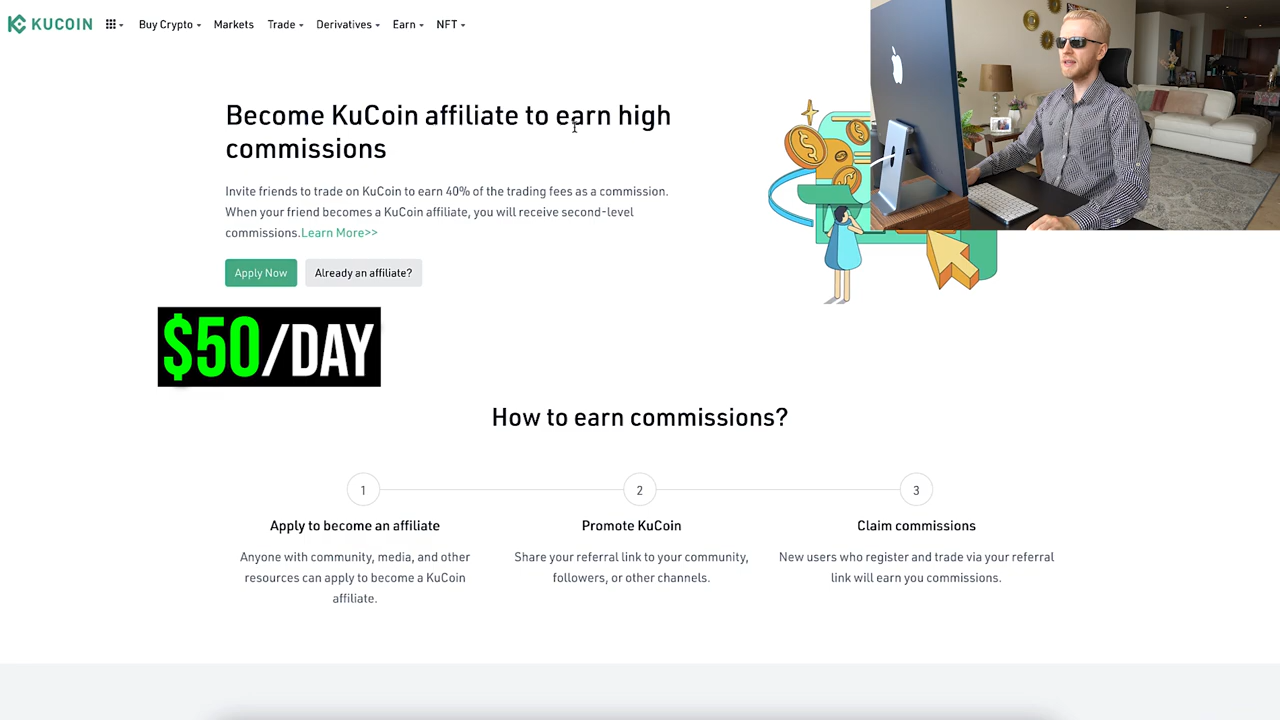 KUCOIN
Buy Crypto Markets Trade Derivatives Earn NFT
Become KuCoin affiliate to earn high
commissions
Invite friends to trade on KuCoin to earn 40% of the trading fees as a commission.
When your friend becomes a KuCoin affiliate, you will receive second-level
commissions.Learn More>>
Apply Now Already an affiliate?
$50/DAY
How to earn commissions?
1 2 3
Apply to become an affiliate
Anyone with community, media, and other
resources can apply to become a KuCoin
affiliate.
Promote KuCoin
Share your referral link to your community,
followers, or other channels.
Claim commissions
New users who register and trade via your referral
link will earn you commissions.